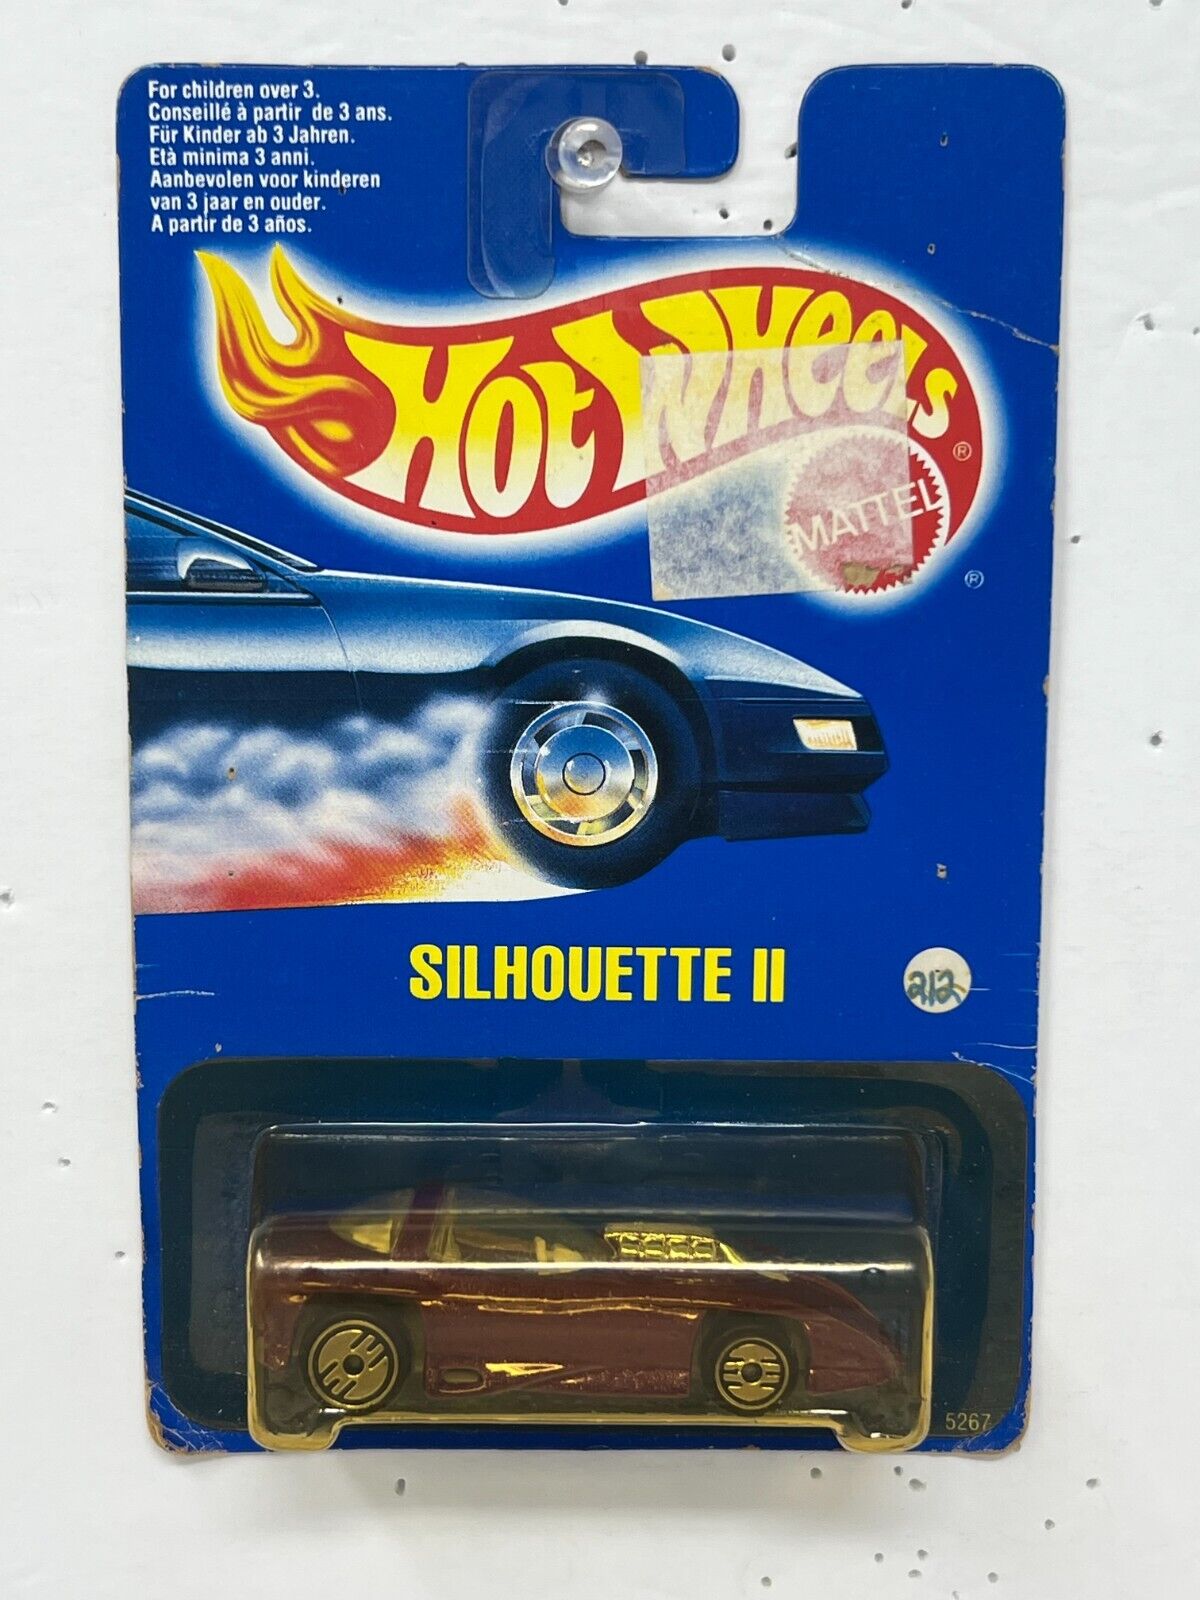 For children over 3.
Conseillé à partir de 3 ans.
Für Kinder ab 3 Jahren.
Età minima 3 anni.
Aanbevolen voor kinderen
van 3 jaar en ouder.
A partir de 3 años.
HOT WHEELS ®
MATTEL
®
SILHOUETTE II
212
5267